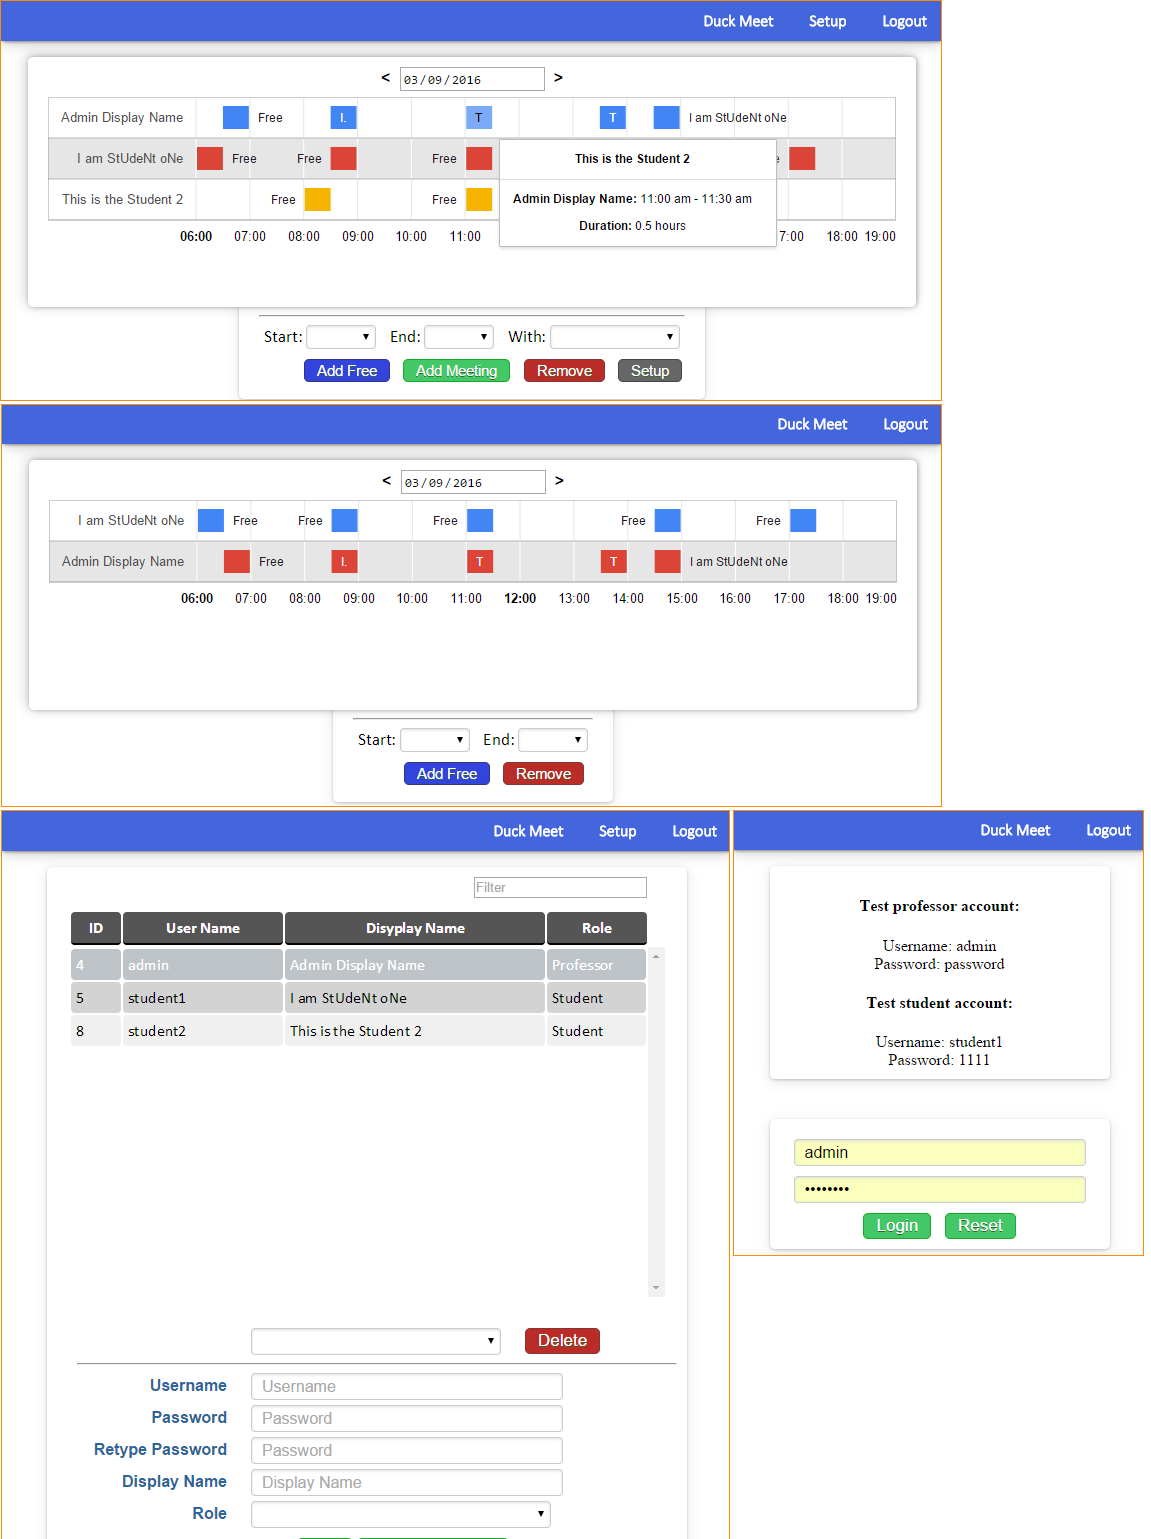 Duck Meet Setup Logout
< 03/09/2016 >
Admin Display Name Free I. T T I am StUdeNt oNe
I am StUdeNt oNe Free Free Free
This is the Student 2 Free Free
This is the Student 2
Admin Display Name: 11:00 am - 11:30 am
Duration: 0.5 hours
06:00 07:00 08:00 09:00 10:00 11:00 7:00 18:00 19:00
Start: End: With:
Add Free Add Meeting Remove Setup
Duck Meet Logout
< 03/09/2016 >
I am StUdeNt oNe Free Free Free Free Free
Admin Display Name Free I. T T I am StUdeNt oNe
06:00 07:00 08:00 09:00 10:00 11:00 12:00 13:00 14:00 15:00 16:00 17:00 18:00 19:00
Start: End:
Add Free Remove
Duck Meet Setup Logout
Filter
ID User Name Disyplay Name Role
4 admin Admin Display Name Professor
5 student1 I am StUdeNt oNe Student
8 student2 This is the Student 2 Student
Delete
Username Username
Password Password
Retype Password Password
Display Name Display Name
Role
Duck Meet Logout
Test professor account:
Username: admin
Password: password
Test student account:
Username: student1
Password: 1111
admin
••••••••
Login Reset